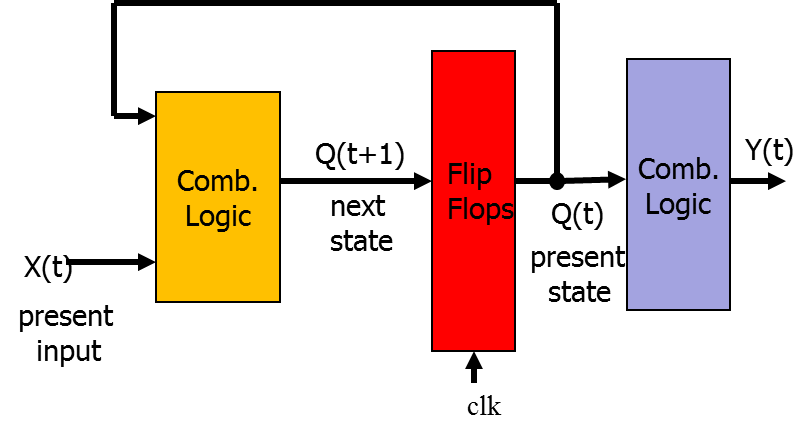 Comb.
Logic
X(t)
present
input
Q(t+1)
next
state
Flip
Flops
clk
Q(t)
present
state
Comb.
Logic
Y(t)